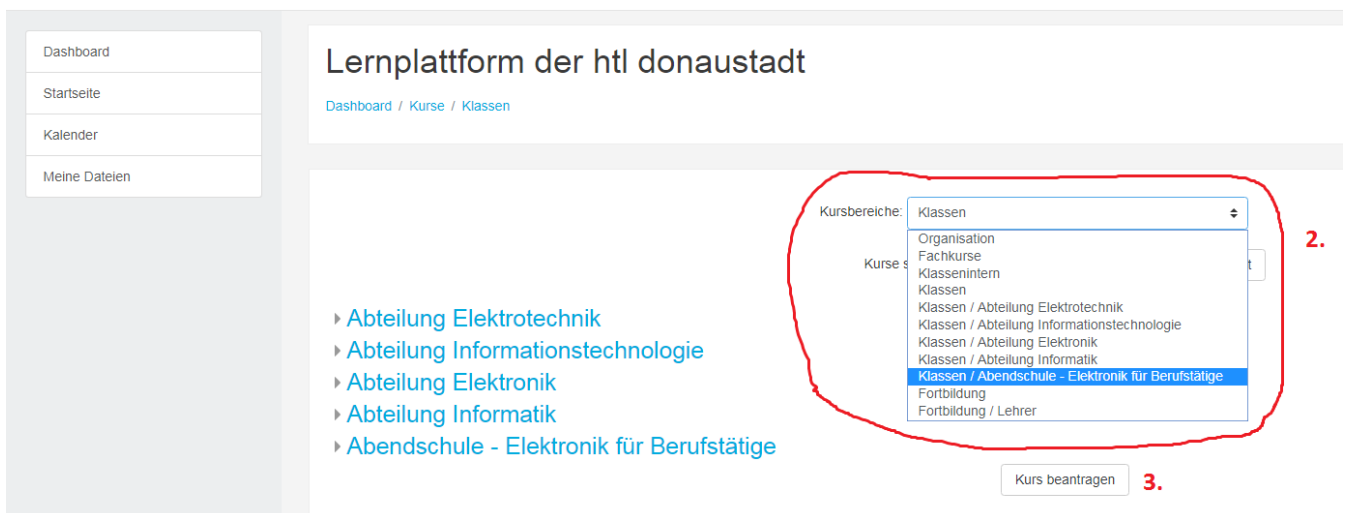 Dashboard
Startseite
Kalender
Meine Dateien
Lernplattform der htl donaustadt
Dashboard / Kurse / Klassen
Kursbereiche: Klassen
2.
Organisation
Fachkurse
Kurse s
t
Klassenintern
Klassen
Klassen / Abteilung Elektrotechnik
Klassen / Abteilung Informationstechnologie
Klassen / Abteilung Elektronik
Klassen / Abteilung Informatik
Klassen / Abendschule - Elektronik für Berufstätige
Fortbildung
Fortbildung / Lehrer
Abteilung Elektrotechnik
Abteilung Informationstechnologie
Abteilung Elektronik
Abteilung Informatik
Abendschule - Elektronik für Berufstätige
Kurs beantragen 3.